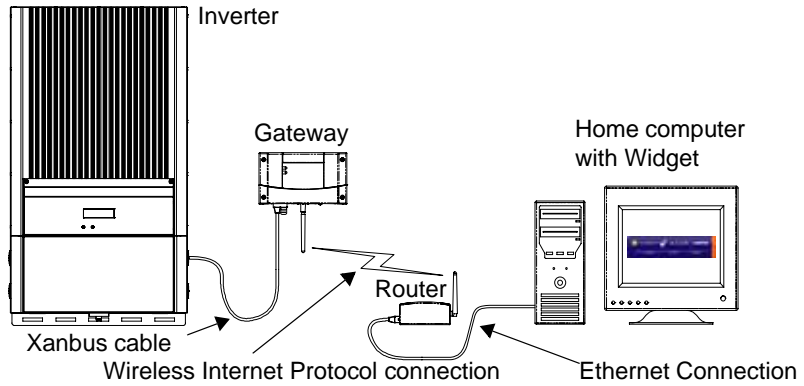 Inverter
Gateway
Home computer
with Widget
Router
Xanbus cable
Wireless Internet Protocol connection
Ethernet Connection